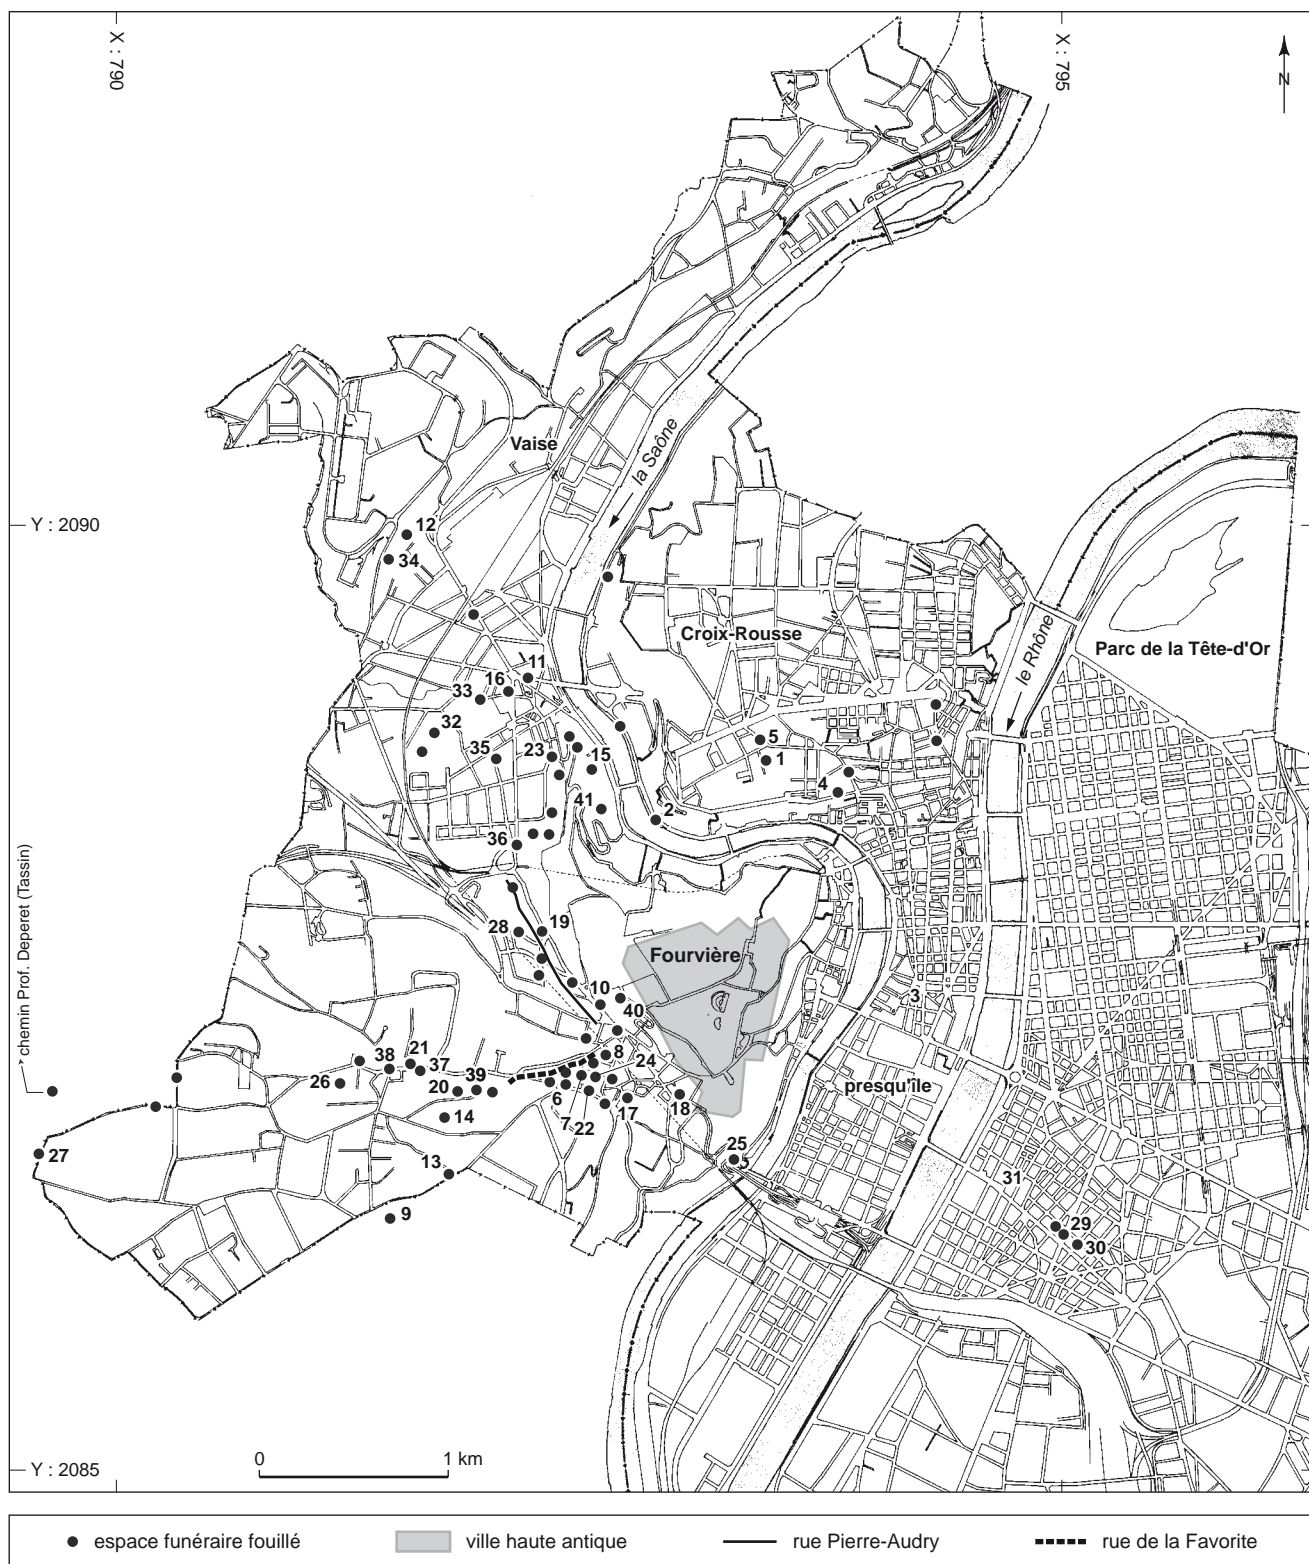 X : 790
X : 795
N
Vaise
la Saône
Y : 2090
12
34
Croix-Rousse
le Rhône
Parc de la Tête-d'Or
11
16
33
32
35
23
15
5
1
4
41
2
36
chemin Prof. Deperet (Tassin)
28
19
Fourvière
10
40
3
21
38
37
8
24
26
20
39
6
presqu'île
14
7
22
17
18
25
27
13
31
9
29
30
0
1 km
Y : 2085
espace funéraire fouillé
ville haute antique
rue Pierre-Audry
rue de la Favorite